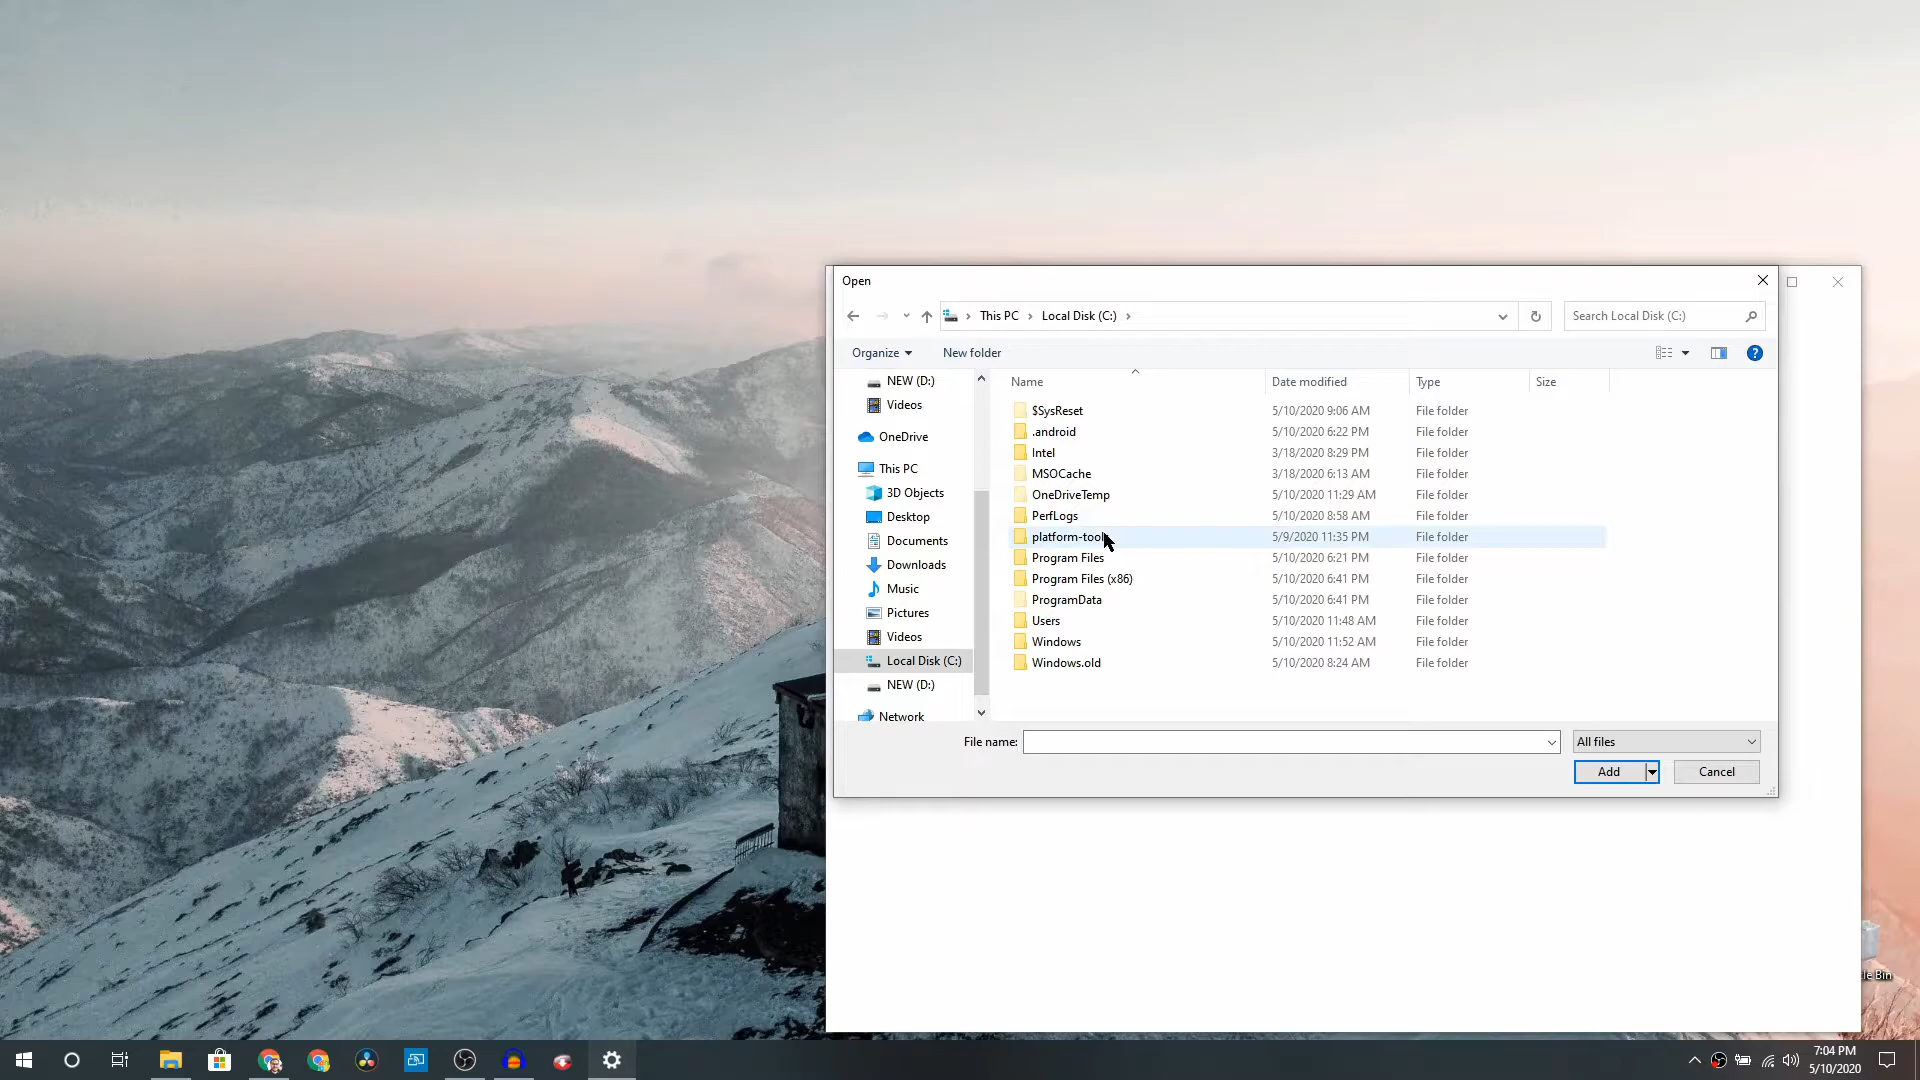 Open
This PC
Local Disk (C:)
Search Local Disk (C:)
Organize
New folder
NEW (D:)
Videos
OneDrive
This PC
3D Objects
Desktop
Documents
Downloads
Music
Pictures
Videos
Local Disk (C:)
NEW (D:)
Network
Name Date modified Type Size
$SysReset 5/10/2020 9:06 AM File folder
.android 5/10/2020 6:22 PM File folder
Intel 3/18/2020 8:29 PM File folder
MSOCache 3/18/2020 6:13 AM File folder
OneDriveTemp 5/10/2020 11:29 AM File folder
PerfLogs 5/10/2020 8:58 AM File folder
platform-tool 5/9/2020 11:35 PM File folder
Program Files 5/10/2020 6:21 PM File folder
Program Files (x86) 5/10/2020 6:41 PM File folder
ProgramData 5/10/2020 6:41 PM File folder
Users 5/10/2020 11:48 AM File folder
Windows 5/10/2020 11:52 AM File folder
Windows.old 5/10/2020 8:24 AM File folder
File name:
All files
Add
Cancel
le Bin
7:04 PM
5/10/2020